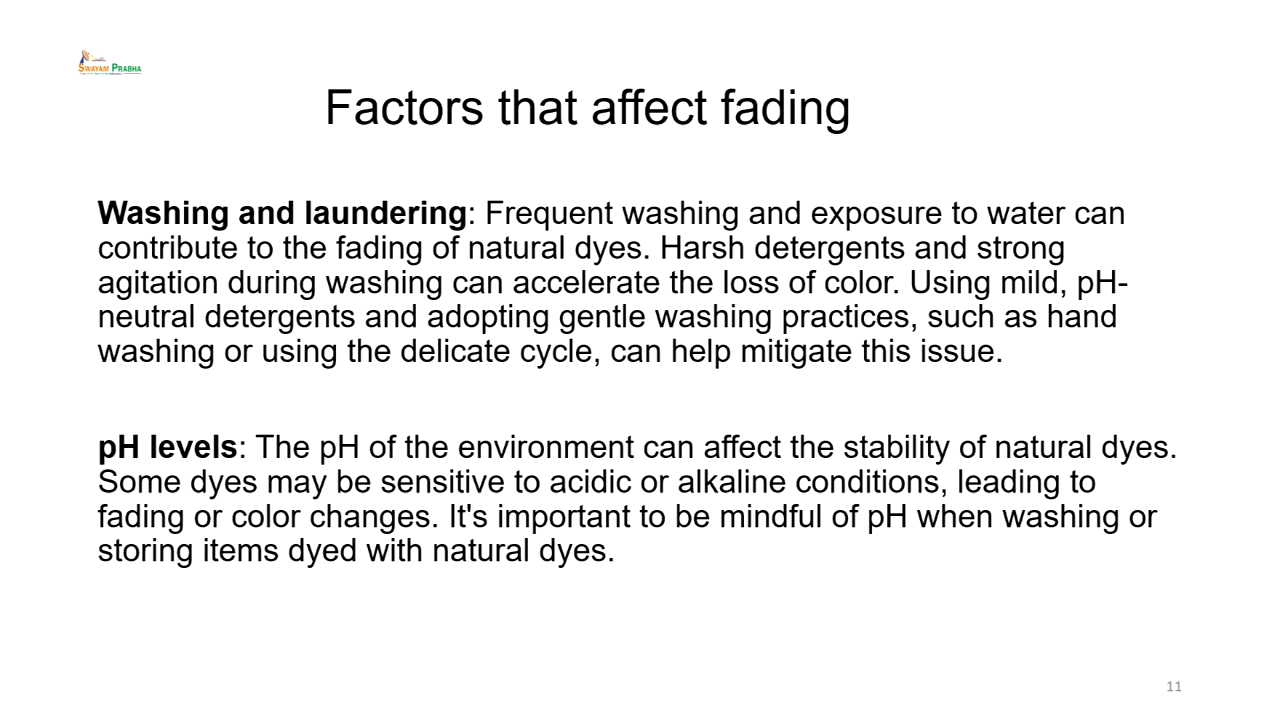 SWAYAM PRABHA
Factors that affect fading
Washing and laundering: Frequent washing and exposure to water can
contribute to the fading of natural dyes. Harsh detergents and strong
agitation during washing can accelerate the loss of color. Using mild, pH-
neutral detergents and adopting gentle washing practices, such as hand
washing or using the delicate cycle, can help mitigate this issue.
pH levels: The pH of the environment can affect the stability of natural dyes.
Some dyes may be sensitive to acidic or alkaline conditions, leading to
fading or color changes. It's important to be mindful of pH when washing or
storing items dyed with natural dyes.
11